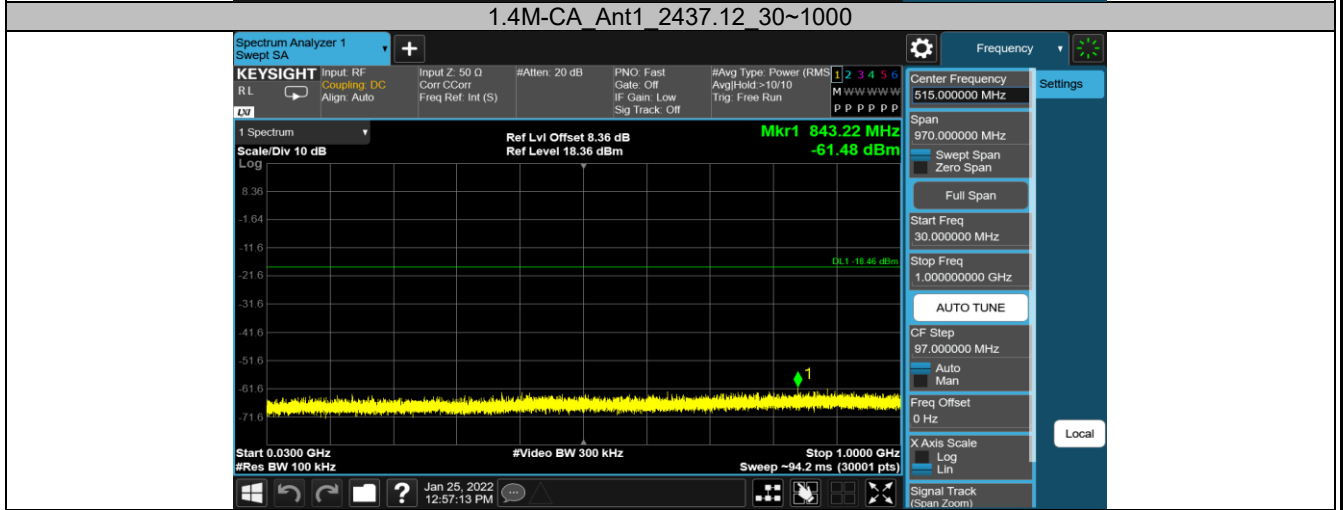 1.4M-CA_Ant1_2437.12_30~1000
Spectrum Analyzer 1
Swept SA
+
Frequency
KEYSIGHT
RL
LXI
Input: RF
Coupling: DC
Align: Auto
Input Z: 50 Ω
Corr CCorr
Freq Ref: Int (S)
#Atten: 20 dB
PNO: Fast
Gate: Off
IF Gain: Low
Sig Track: Off
#Avg Type: Power (RMS
Avg|Hold:>10/10
Trig: Free Run
1 2 3 4 5 6
M W W W W W
P P P P P P
1 Spectrum
Scale/Div 10 dB
Log
Ref Lvl Offset 8.36 dB
Ref Level 18.36 dBm
Mkr1 843.22 MHz
-61.48 dBm
8.36
-1.64
-11.6
-21.6
-31.6
-41.6
-51.6
-61.6
-71.6
DL1 -18.46 dBm
1
Start 0.0300 GHz
#Res BW 100 kHz
#Video BW 300 kHz
Stop 1.0000 GHz
Sweep ~94.2 ms (30001 pts)
?
Jan 25, 2022
12:57:13 PM
Center Frequency
515.000000 MHz
Span
970.000000 MHz
Swept Span
Zero Span
Full Span
Start Freq
30.000000 MHz
Stop Freq
1.000000000 GHz
AUTO TUNE
CF Step
97.000000 MHz
Auto
Man
Freq Offset
0 Hz
X Axis Scale
Log
Lin
Signal Track
(Span Zoom)
Settings
Local